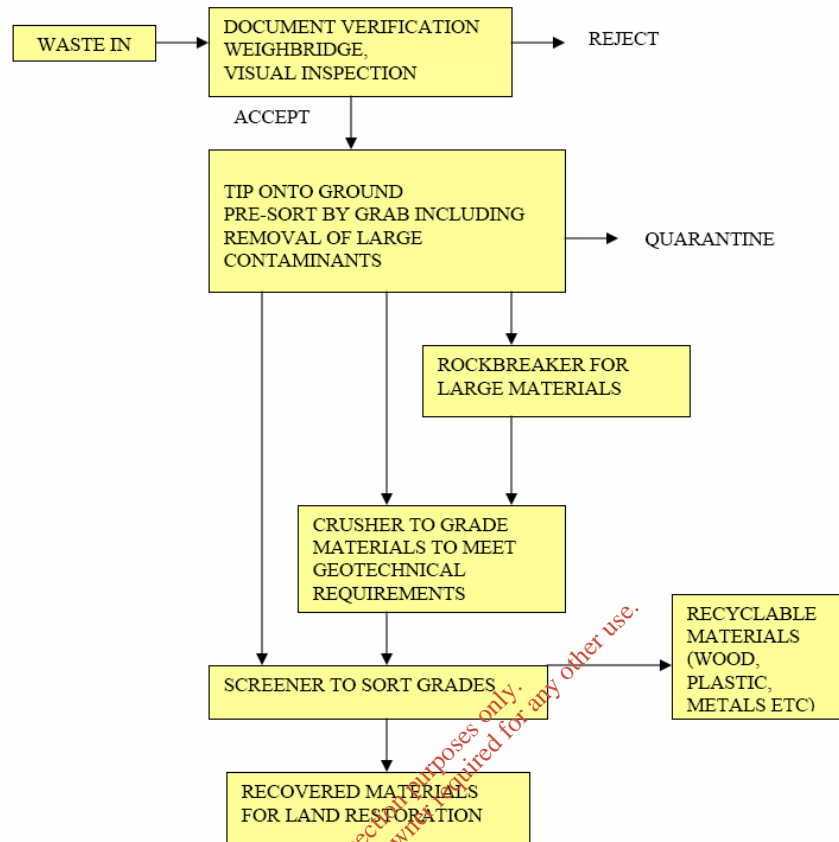 WASTE IN
DOCUMENT VERIFICATION
WEIGHBRIDGE,
VISUAL INSPECTION
REJECT
ACCEPT
TIP ONTO GROUND
PRE-SORT BY GRAB INCLUDING
REMOVAL OF LARGE
CONTAMINANTS
QUARANTINE
ROCKBREAKER FOR
LARGE MATERIALS
CRUSHER TO GRADE
MATERIALS TO MEET
GEOTECHNICAL
REQUIREMENTS
RECYCLABLE
MATERIALS
(WOOD,
PLASTIC,
METALS ETC)
SCREENER TO SORT GRADES
RECOVERED MATERIALS
FOR LAND RESTORATION
ection purposes only.
wner required for any other use.